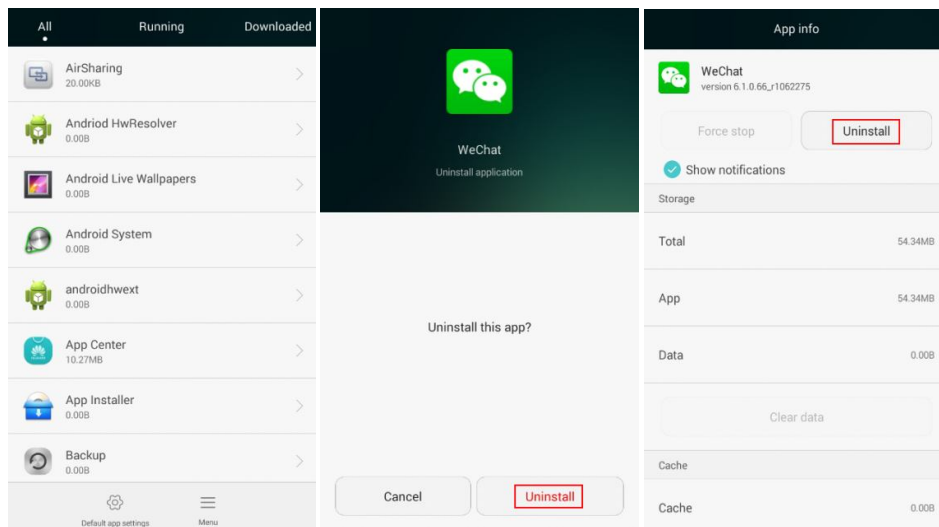 All Running Downloaded
AirSharing
20.00KB
Andriod HwResolver
0.00B
Android Live Wallpapers
0.00B
Android System
0.00B
androidhwext
0.00B
App Center
10.27MB
App Installer
0.00B
Backup
0.00B
Default app settings Menu
WeChat
Uninstall application
Uninstall this app?
Cancel Uninstall
App info
WeChat
version 6.1.0.66_r1062275
Force stop Uninstall
Show notifications
Storage
Total 54.34MB
App 54.34MB
Data 0.00B
Clear data
Cache
Cache 0.00B